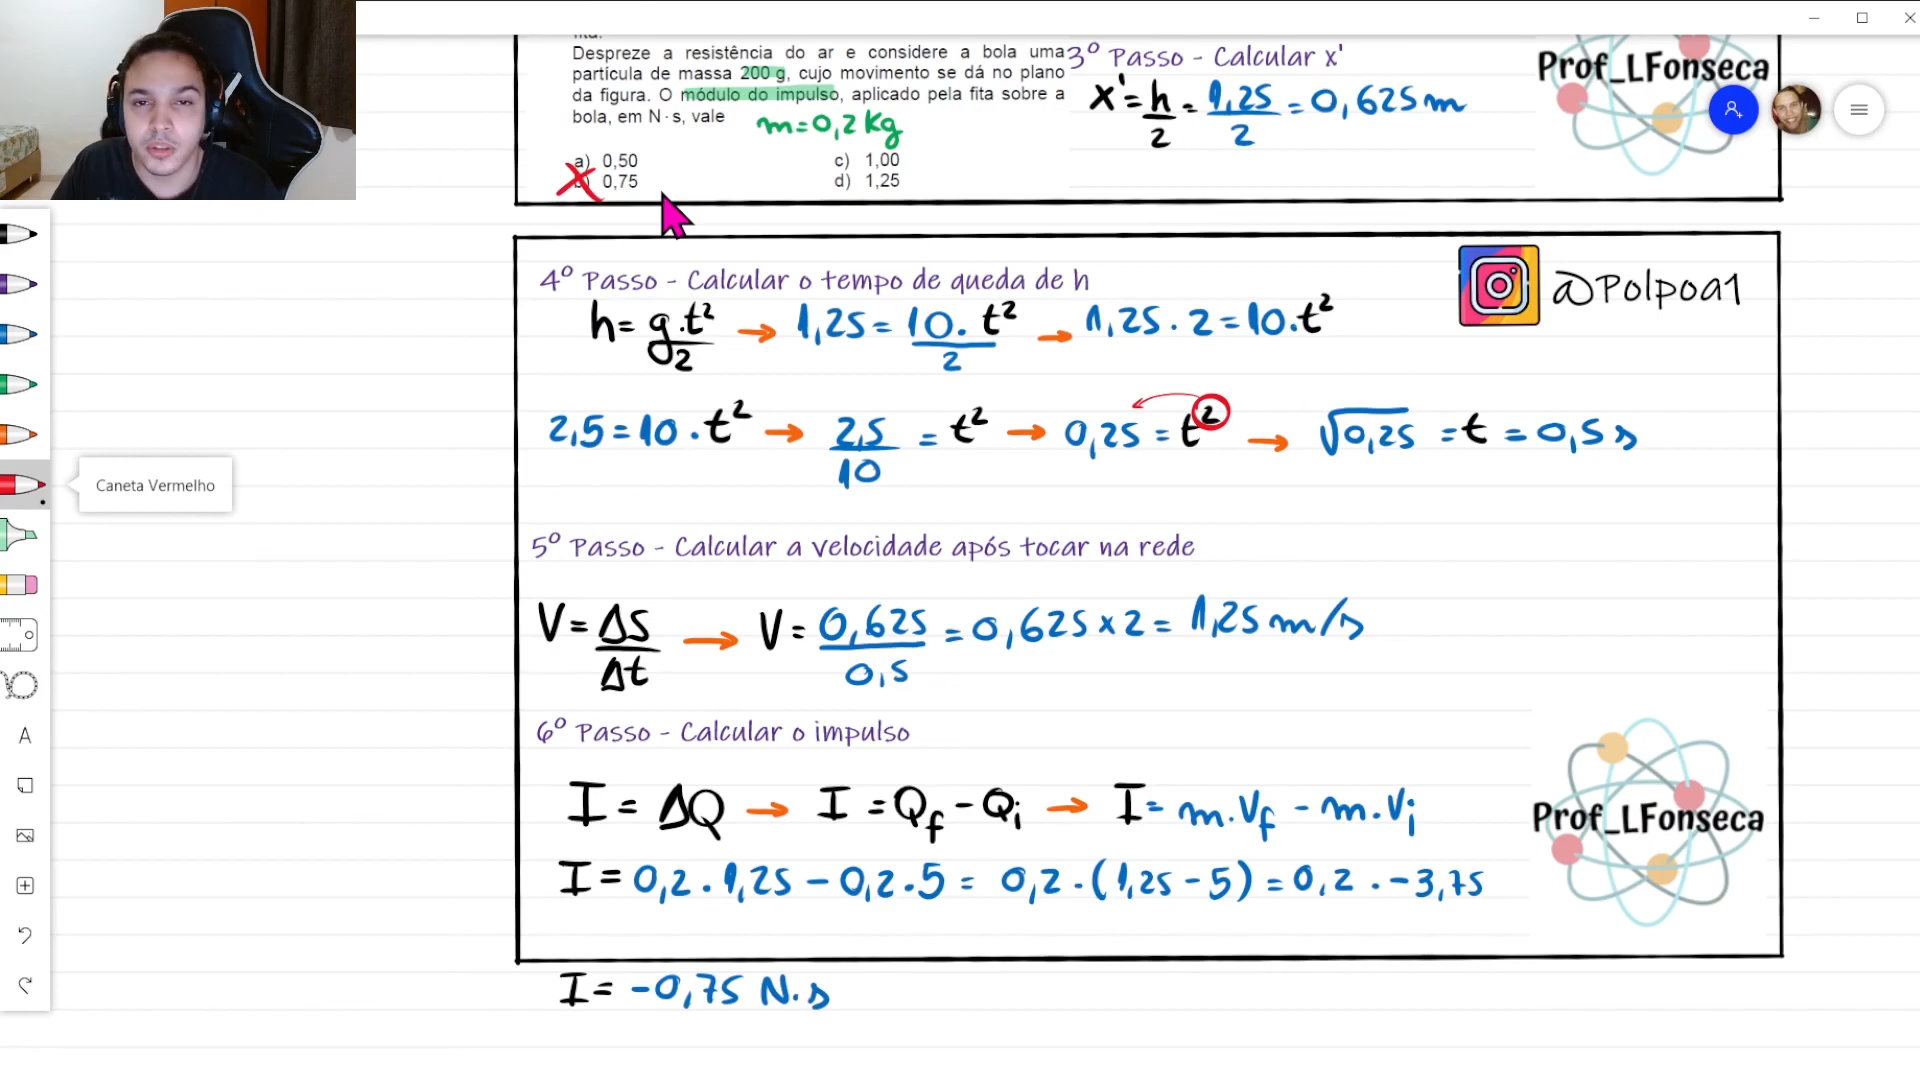 fita.
Despreze a resistência do ar e considere a bola uma
partícula de massa 200 g, cujo movimento se dá no plano
da figura. O módulo do impulso, aplicado pela fita sobre a
bola, em N·s, vale
m=0,2 Kg
a) 0,50
c) 1,00
b) 0,75
d) 1,25
3º Passo - Calcular x'
x' = h/2 = 1,25/2 = 0,625 m
Prof_LFonseca
4º Passo - Calcular o tempo de queda de h
@Polpoa1
h = g.t²/2 → 1,25 = 10.t²/2 → 1,25 . 2 = 10.t²
2,5 = 10 . t² → 2,5/10 = t² → 0,25 = t² → √0,25 = t = 0,5 s
Caneta Vermelho
5º Passo - Calcular a velocidade após tocar na rede
V = ΔS/Δt → V = 0,625/0,5 = 0,625 x 2 = 1,25 m/s
6º Passo - Calcular o impulso
I = ΔQ → I = Qf - Qi → I = m.Vf - m.Vi
Prof_LFonseca
I = 0,2 . 1,25 - 0,2 . 5 = 0,2 . (1,25 - 5) = 0,2 . -3,75
I = -0,75 N.s